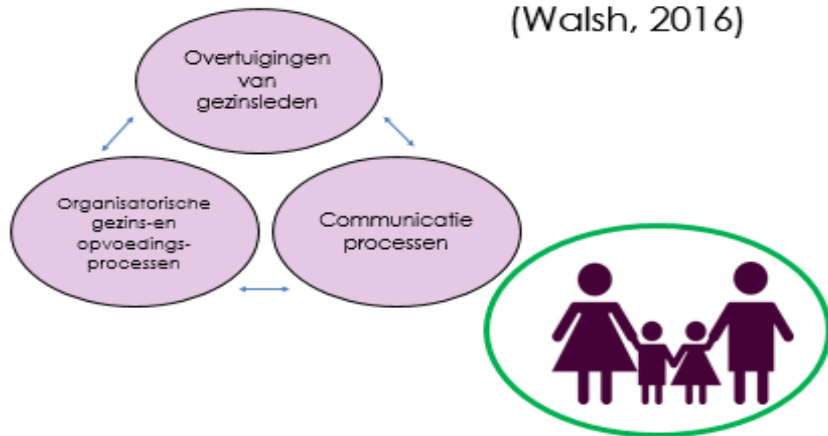 (Walsh, 2016)
Overtuigingen
van
gezinsleden
Organisatorische
gezins-en
opvoedings-
processen
Communicatie
processen